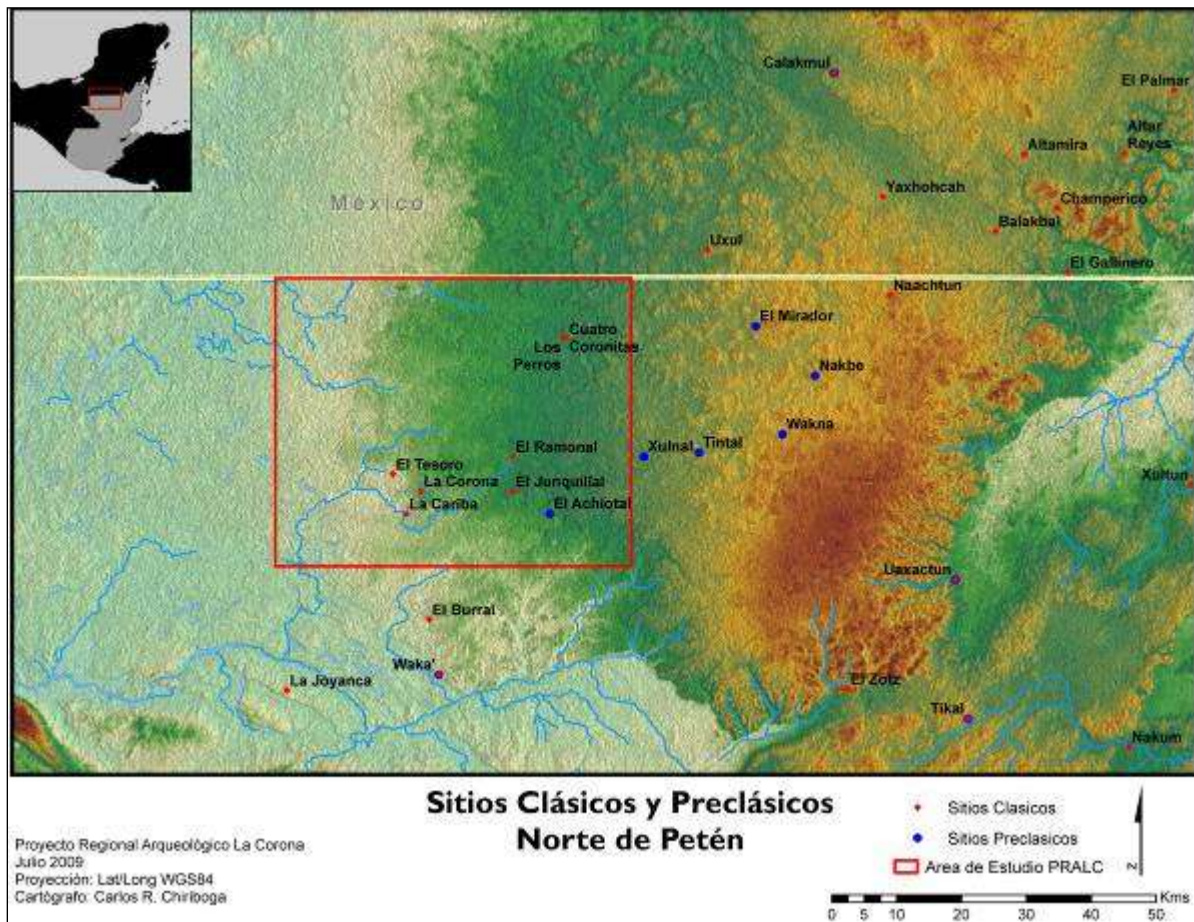 Calakmul
El Palmar
Altamira
Altar
Reyes
México
Yaxhohcah
Champerico
Balakbal
Uxul
El Gallinero
Naachtun
El Mirador
Cuatro
Coronitas
Los
Perros
Nakbe
Wakna
El Ramonal
Xulnal
Tintal
El Tesoro
La Corona
El Junquillal
Xultun
La Cariba
El Achiotal
Uaxactun
El Burral
Waka'
La Joyanca
El Zotz
Tikal
Nakum
Sitios Clásicos y Preclásicos
Norte de Petén
Sitios Clasicos
Sitios Preclasicos
Area de Estudio PRALC
N
Proyecto Regional Arqueológico La Corona
Julio 2009
Proyección: Lat/Long WGS84
Cartógrafo: Carlos R. Chiriboga
Kms
0 5 10 20 30 40 50